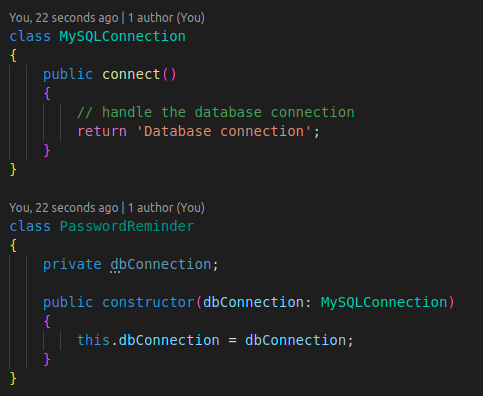 You, 22 seconds ago | 1 author (You)
class MySQLConnection
{
public connect()
{
// handle the database connection
return 'Database connection';
}
}
You, 22 seconds ago | 1 author (You)
class PasswordReminder
{
private dbConnection;
public constructor(dbConnection: MySQLConnection)
{
this.dbConnection = dbConnection;
}
}